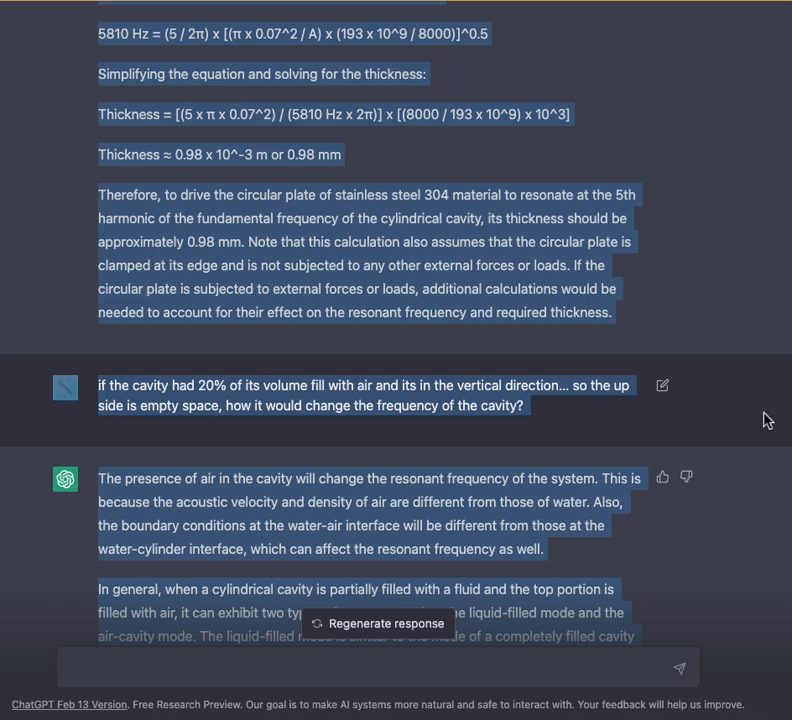 5810 Hz = (5 / 2π) x [(π x 0.07^2 / A) x (193 x 10^9 / 8000)]^0.5
Simplifying the equation and solving for the thickness:
Thickness = [(5 x π x 0.07^2) / (5810 Hz x 2π)] x [(8000 / 193 x 10^9) x 10^3]
Thickness ≈ 0.98 x 10^-3 m or 0.98 mm
Therefore, to drive the circular plate of stainless steel 304 material to resonate at the 5th
harmonic of the fundamental frequency of the cylindrical cavity, its thickness should be
approximately 0.98 mm. Note that this calculation also assumes that the circular plate is
clamped at its edge and is not subjected to any other external forces or loads. If the
circular plate is subjected to external forces or loads, additional calculations would be
needed to account for their effect on the resonant frequency and required thickness.
if the cavity had 20% of its volume fill with air and its in the vertical direction... so the up
side is empty space, how it would change the frequency of the cavity?
The presence of air in the cavity will change the resonant frequency of the system. This is
because the acoustic velocity and density of air are different from those of water. Also,
the boundary conditions at the water-air interface will be different from those at the
water-cylinder interface, which can affect the resonant frequency as well.
In general, when a cylindrical cavity is partially filled with a fluid and the top portion is
filled with air, it can exhibit two liquid-filled mode and the
Regenerate response
air-cavity mode. The liquid-filled of a completely filled cavity
ChatGPT Feb 13 Version. Free Research Preview. Our goal is to make AI systems more natural and safe to interact with. Your feedback will help us improve.